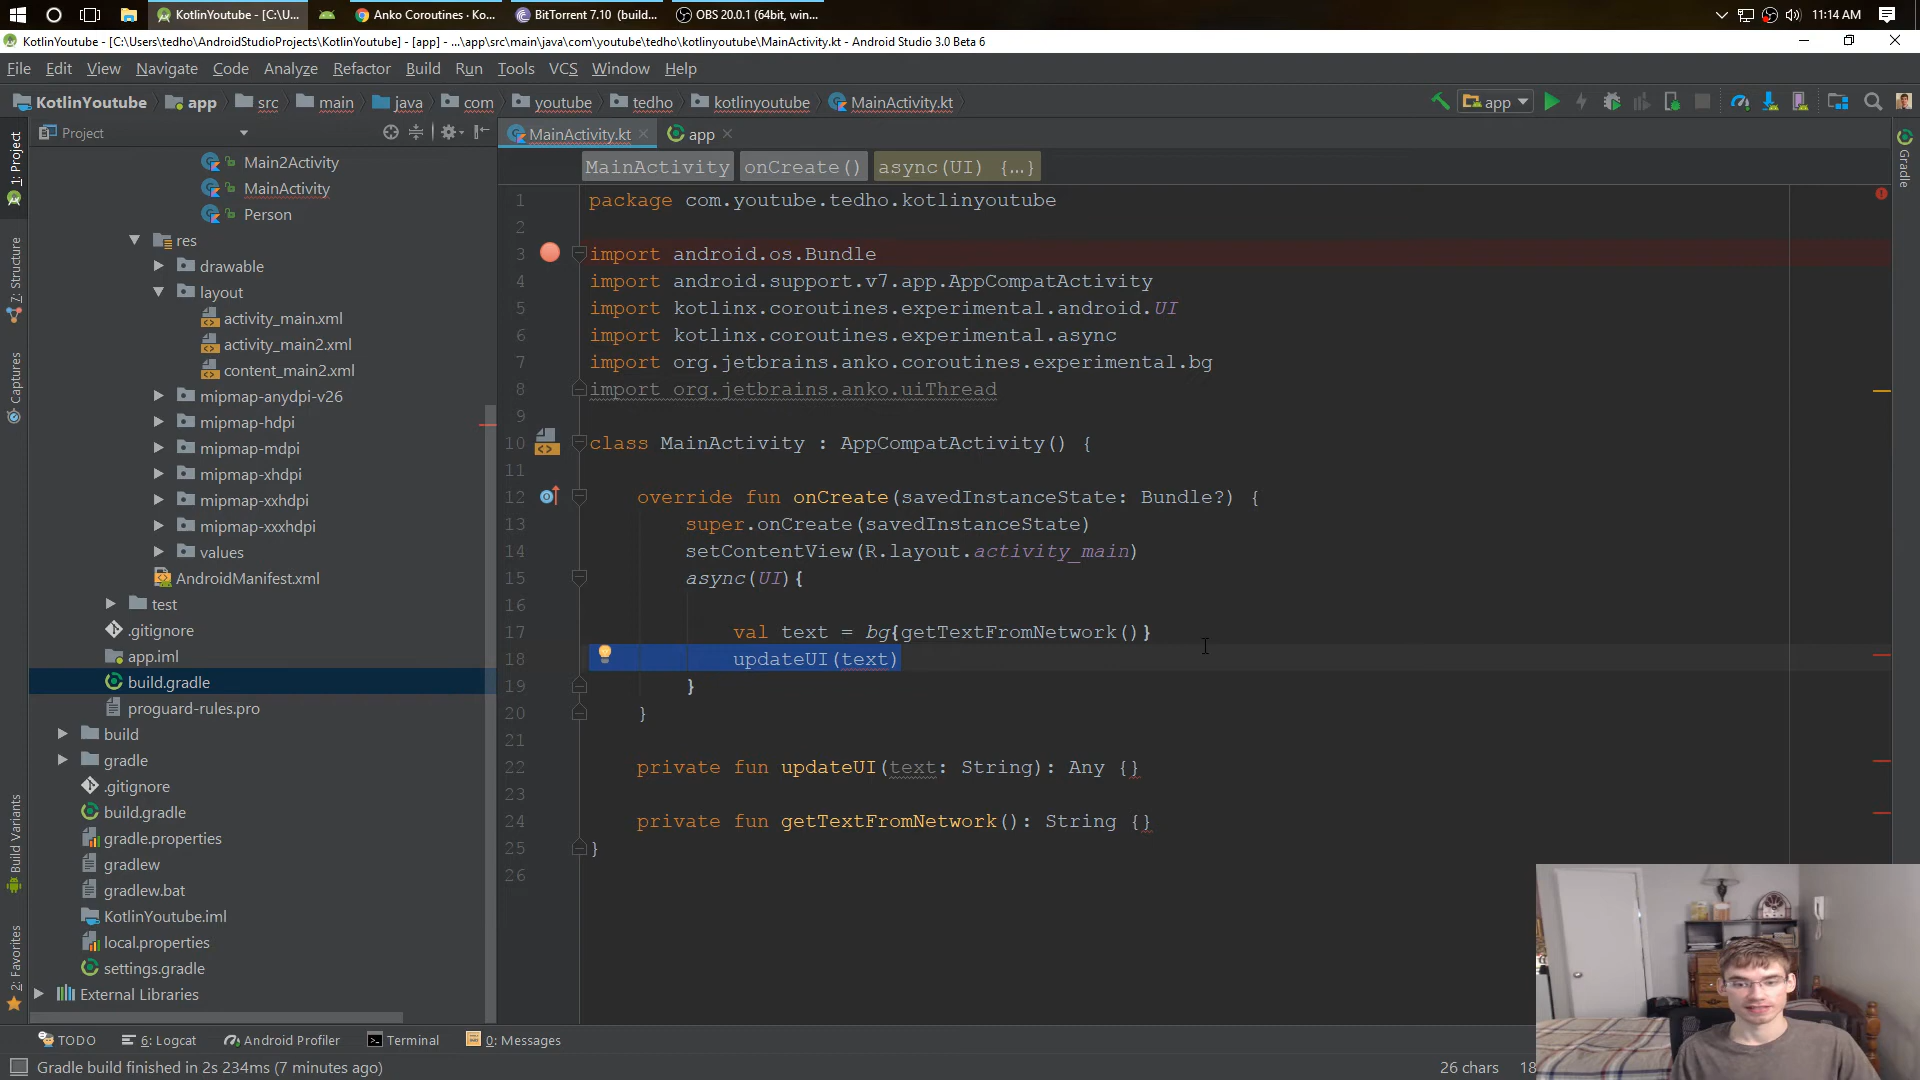 KotlinYoutube - [C:\U...
Anko Coroutines - Ko...
BitTorrent 7.10 (buil...
OBS 20.0.1 (64bit, win...
11:14 AM
KotlinYoutube - [C:\Users\tedho\AndroidStudioProjects\KotlinYoutube] - [app] - ...\app\src\main\java\com\youtube\tedho\kotlinyoutube\MainActivity.kt - Android Studio 3.0 Beta 6
File Edit View Navigate Code Analyze Refactor Build Run Tools VCS Window Help
KotlinYoutube app src main java com youtube tedho kotlinyoutube MainActivity.kt app
Project
MainActivity.kt app
MainActivity onCreate() async(UI) {...}
1: Project
Z: Structure
Captures
Build Variants
2: Favorites
Gradle
Main2Activity
MainActivity
Person
res
drawable
layout
activity_main.xml
activity_main2.xml
content_main2.xml
mipmap-anydpi-v26
mipmap-hdpi
mipmap-mdpi
mipmap-xhdpi
mipmap-xxhdpi
mipmap-xxxhdpi
values
AndroidManifest.xml
test
.gitignore
app.iml
build.gradle
proguard-rules.pro
build
gradle
.gitignore
build.gradle
gradle.properties
gradlew
gradlew.bat
KotlinYoutube.iml
local.properties
settings.gradle
External Libraries
1 package com.youtube.tedho.kotlinyoutube
2
3 import android.os.Bundle
4 import android.support.v7.app.AppCompatActivity
5 import kotlinx.coroutines.experimental.android.UI
6 import kotlinx.coroutines.experimental.async
7 import org.jetbrains.anko.coroutines.experimental.bg
8 import org.jetbrains.anko.uiThread
9
10 class MainActivity : AppCompatActivity() {
11
12 override fun onCreate(savedInstanceState: Bundle?) {
13 super.onCreate(savedInstanceState)
14 setContentView(R.layout.activity_main)
15 async(UI){
16
17 val text = bg{getTextFromNetwork()}
18 updateUI(text)
19 }
20 }
21
22 private fun updateUI(text: String): Any {}
23
24 private fun getTextFromNetwork(): String {}
25 }
26
TODO 6: Logcat Android Profiler Terminal 0: Messages
Gradle build finished in 2s 234ms (7 minutes ago)
26 chars 18